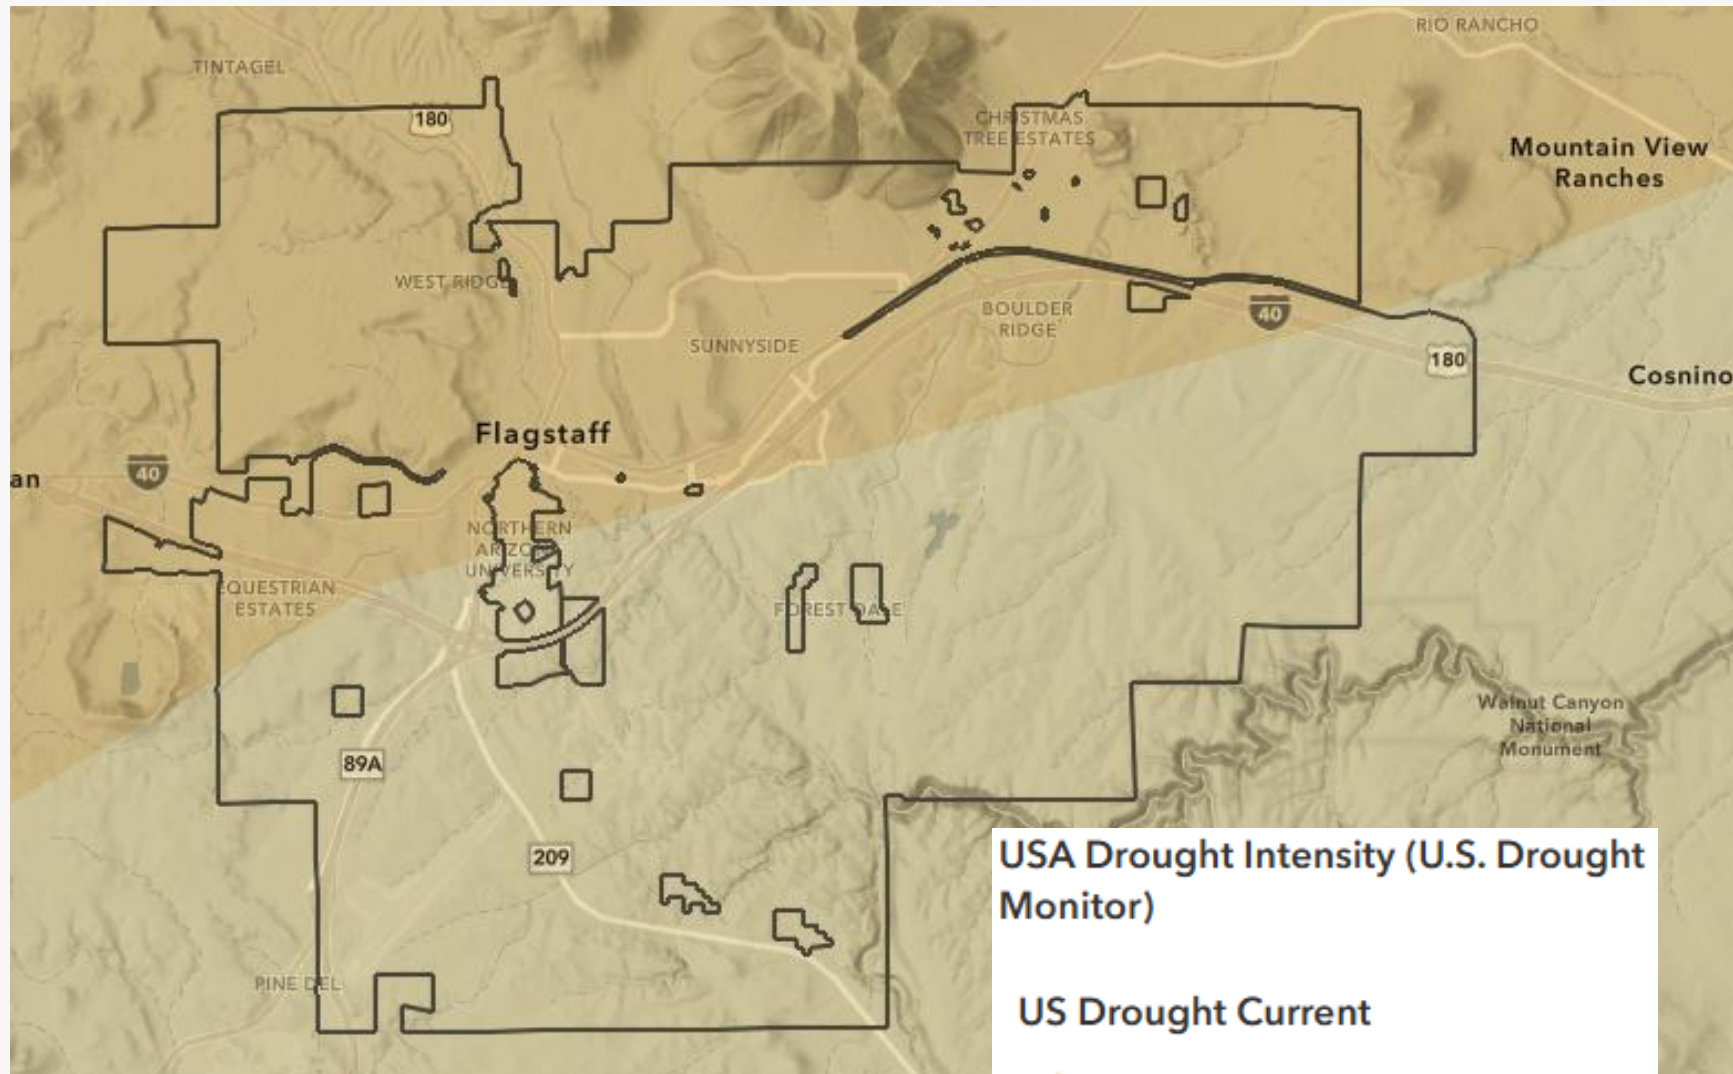 TINTAGEL
RIO RANCHO
180
CHRISTMAS
TREE ESTATES
Mountain View
Ranches
WEST RIDGE
SUNNYSIDE
BOULDER
RIDGE
40
180
Cosnino
Flagstaff
an
40
NORTHERN
ARIZONA
UNIVERSITY
EQUESTRIAN
ESTATES
FOREST DALE
Walnut Canyon
National
Monument
89A
209
PINE DEL
USA Drought Intensity (U.S. Drought
Monitor)
US Drought Current